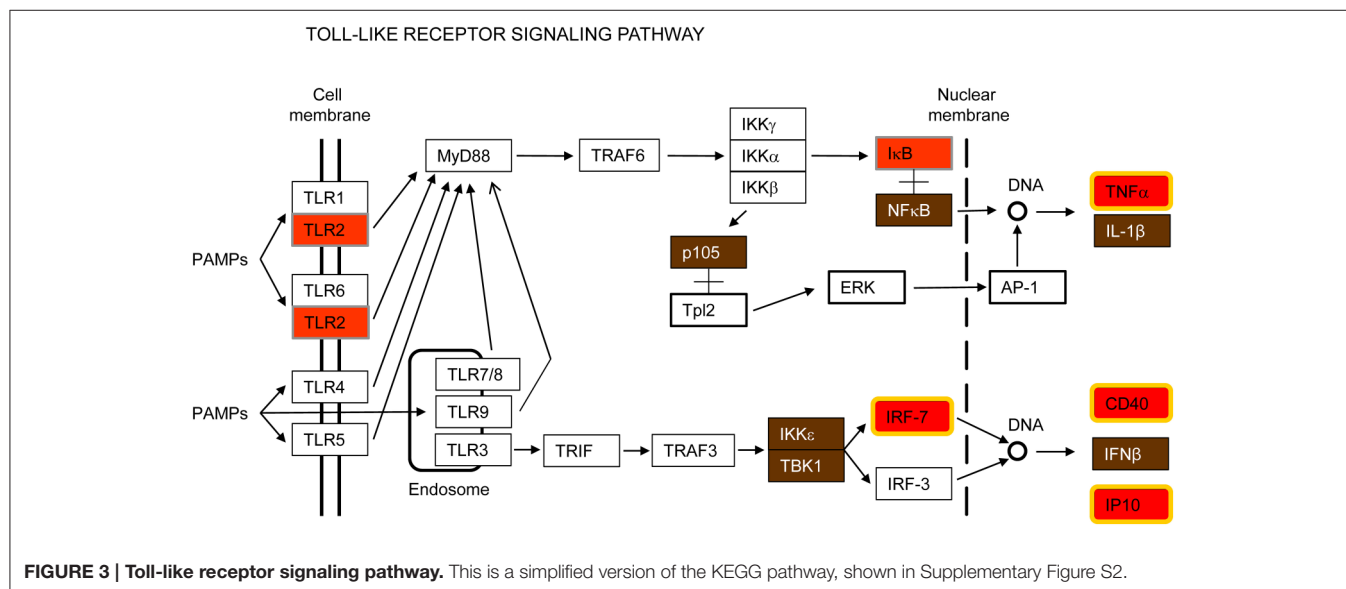 TOLL-LIKE RECEPTOR SIGNALING PATHWAY
Cell
membrane
Nuclear
membrane
MyD88
TRAF6
IKKγ
IKKα
IKKβ
IκB
NFκB
DNA
TNFα
IL-1β
TLR1
TLR2
PAMPs
TLR6
TLR2
p105
Tpl2
ERK
AP-1
TLR4
PAMPs
TLR5
TLR7/8
TLR9
TLR3
Endosome
TRIF
TRAF3
IKKε
TBK1
IRF-7
IRF-3
DNA
CD40
IFNβ
IP10
FIGURE 3 | Toll-like receptor signaling pathway. This is a simplified version of the KEGG pathway, shown in Supplementary Figure S2.